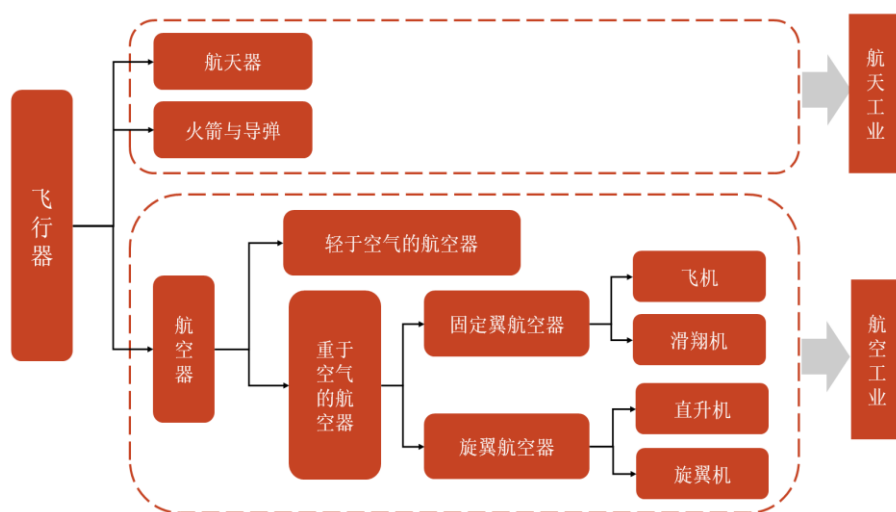 航天器
火箭与导弹
航天工业
飞行器
轻于空气的航空器
航空器
重于
空气
的航
空器
固定翼航空器
飞机
滑翔机
旋翼航空器
直升机
旋翼机
航空工业